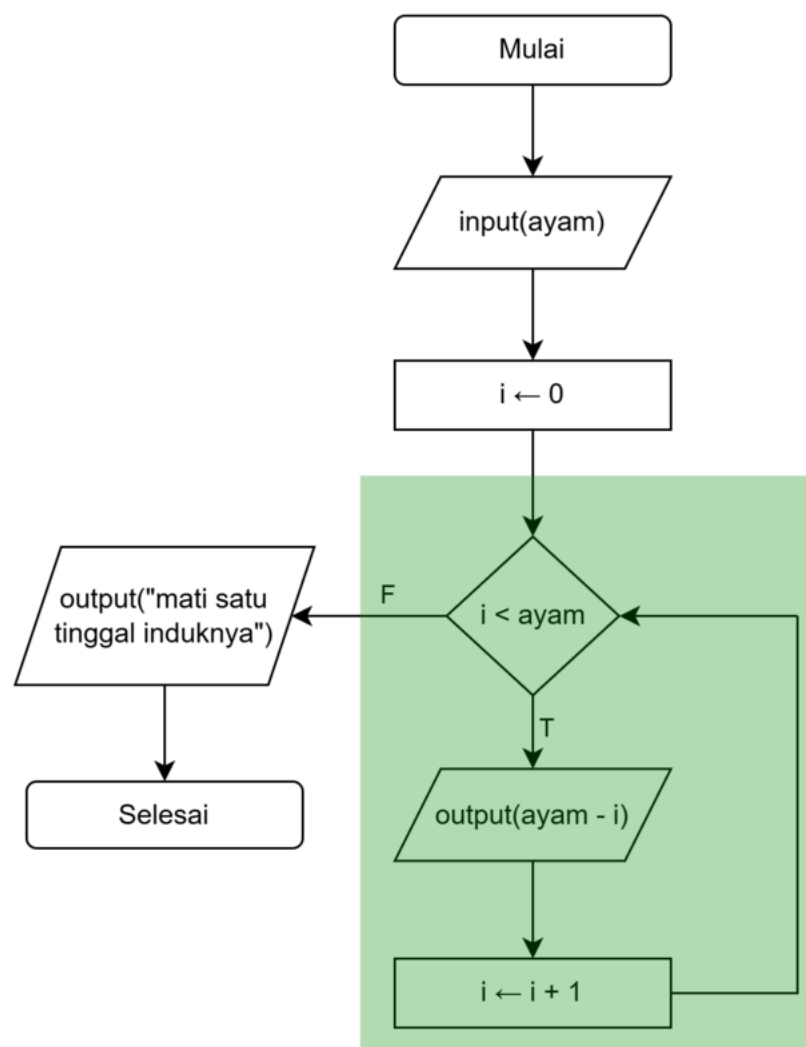 Mulai
input(ayam)
i ← 0
i < ayam
F
output("mati satu
tinggal induknya")
T
output(ayam - i)
Selesai
i ← i + 1